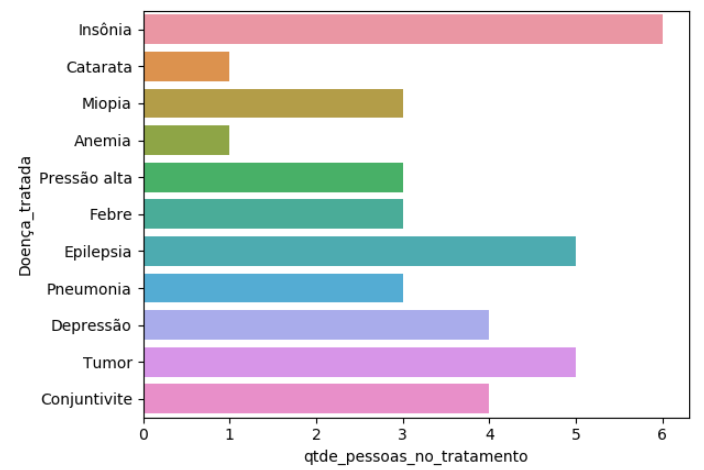 Insônia
Catarata
Miopia
Anemia
Pressão alta
Febre
Epilepsia
Pneumonia
Depressão
Tumor
Conjuntivite
Doença_tratada
0 1 2 3 4 5 6
qtde_pessoas_no_tratamento